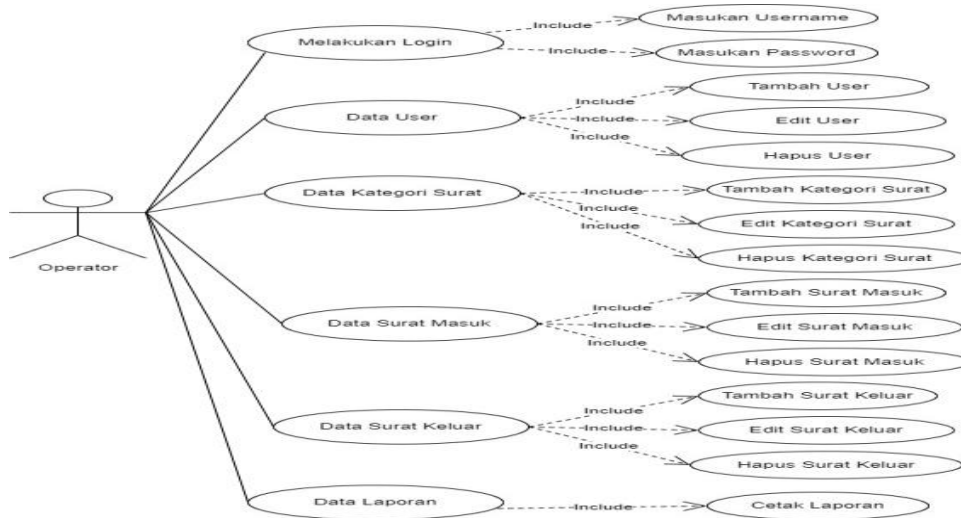 Melakukan Login
Include
Masukan Username
Include
Masukan Password
Data User
Include
Tambah User
Include
Edit User
Include
Hapus User
Operator
Data Kategori Surat
Include
Tambah Kategori Surat
Include
Edit Kategori Surat
Include
Hapus Kategori Surat
Data Surat Masuk
Include
Tambah Surat Masuk
Include
Edit Surat Masuk
Include
Hapus Surat Masuk
Data Surat Keluar
Include
Tambah Surat Keluar
Include
Edit Surat Keluar
Include
Hapus Surat Keluar
Data Laporan
Include
Cetak Laporan